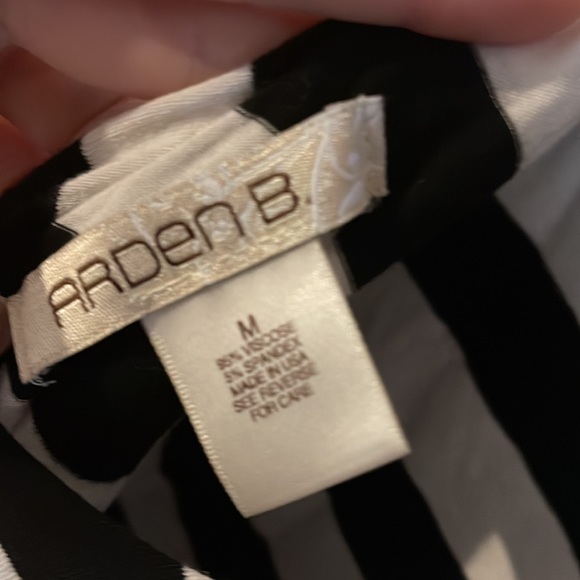 ARDEN B.
M
95% VISCOSE
5% SPANDEX
MADE IN USA
SEE REVERSE
FOR CARE